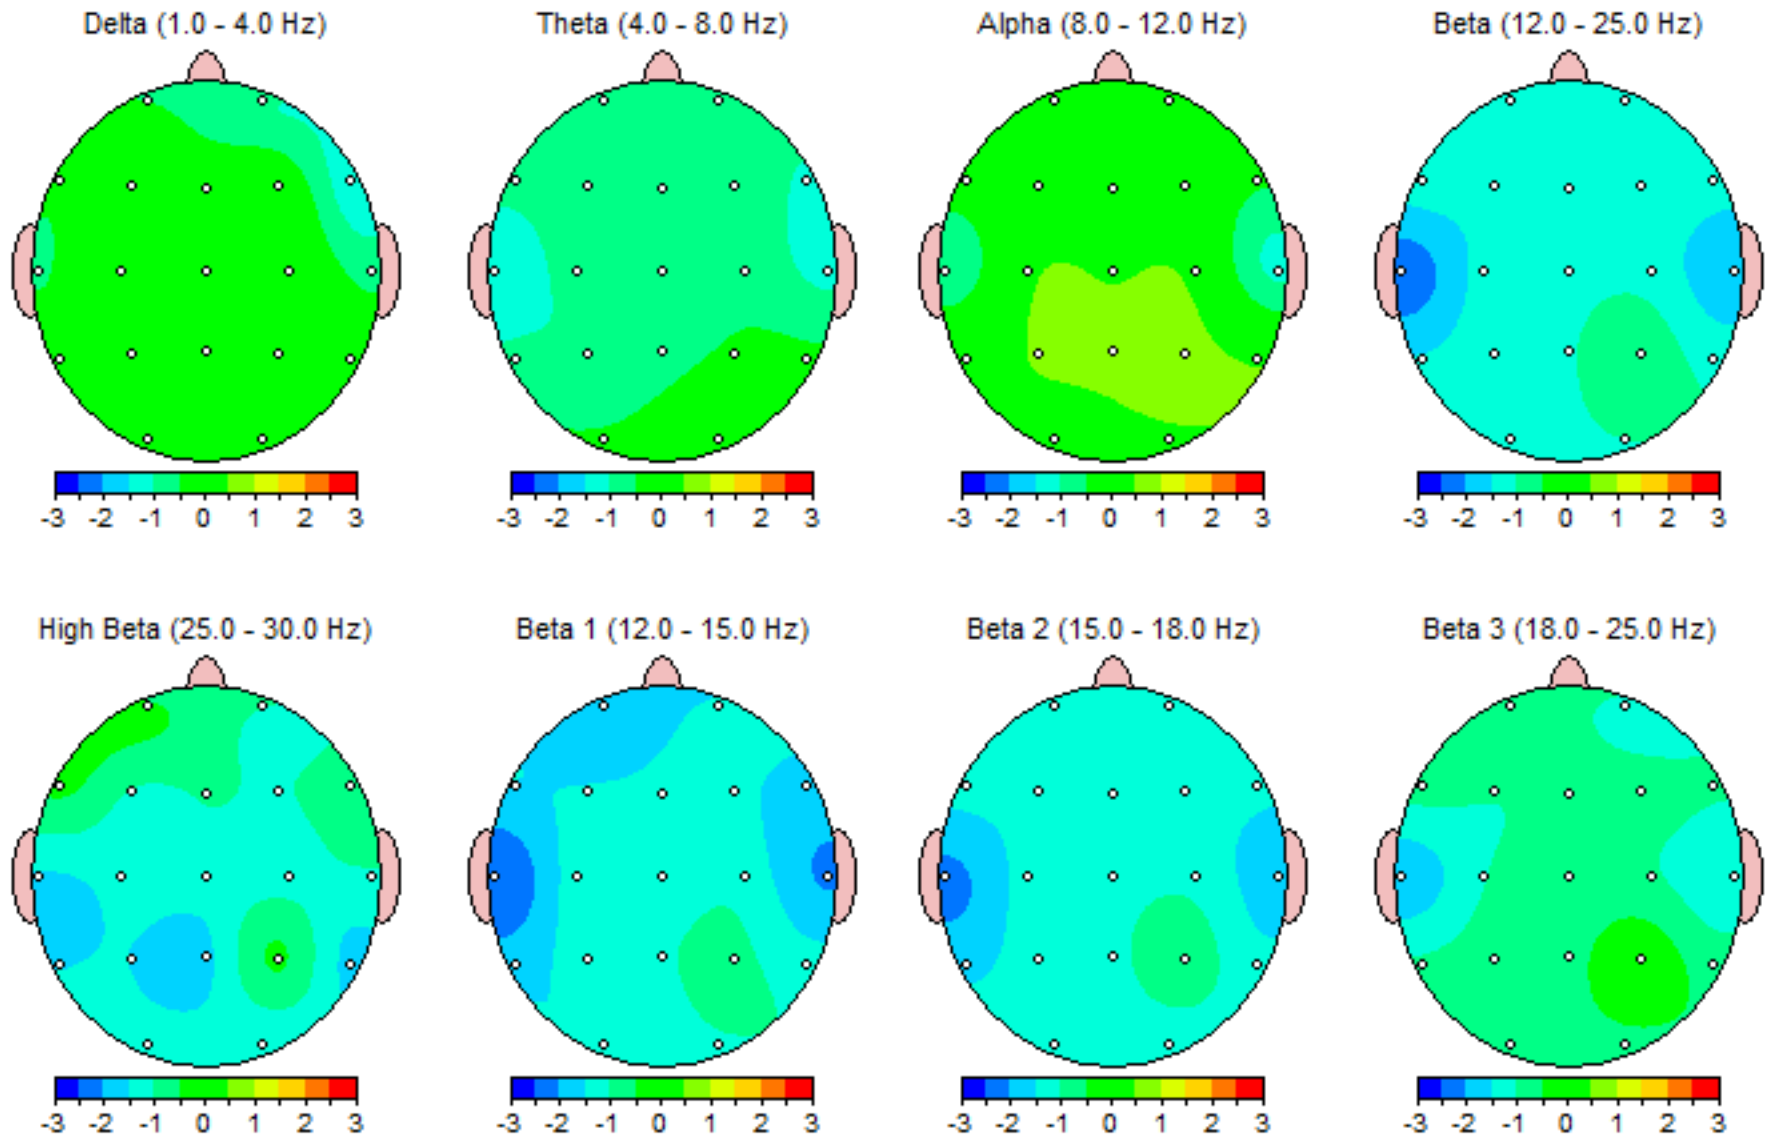 Delta (1.0 - 4.0 Hz) Theta (4.0 - 8.0 Hz) Alpha (8.0 - 12.0 Hz) Beta (12.0 - 25.0 Hz)
-3 -2 -1 0 1 2 3 -3 -2 -1 0 1 2 3 -3 -2 -1 0 1 2 3 -3 -2 -1 0 1 2 3
High Beta (25.0 - 30.0 Hz) Beta 1 (12.0 - 15.0 Hz) Beta 2 (15.0 - 18.0 Hz) Beta 3 (18.0 - 25.0 Hz)
-3 -2 -1 0 1 2 3 -3 -2 -1 0 1 2 3 -3 -2 -1 0 1 2 3 -3 -2 -1 0 1 2 3